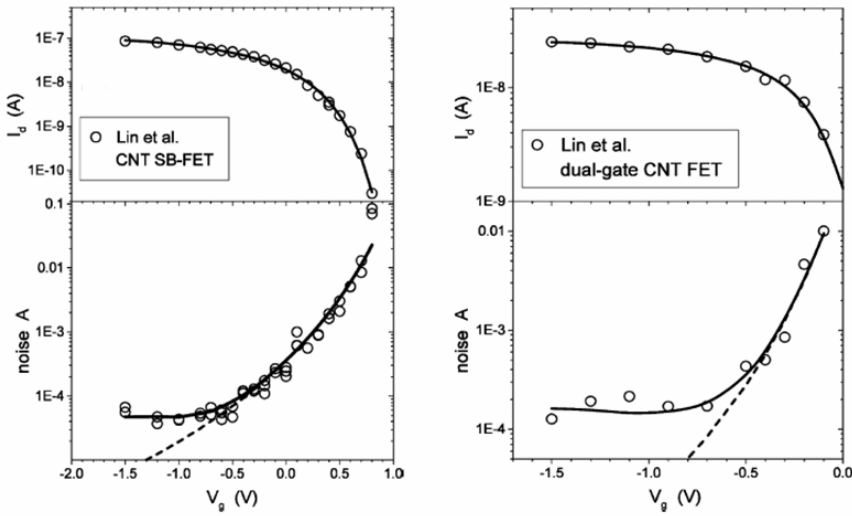 1E-7
1E-8
1E-9
1E-10
I_d (A)
Lin et al.
CNT SB-FET
0.1
0.01
1E-3
1E-4
noise A
-2.0 -1.5 -1.0 -0.5 0.0 0.5 1.0
V_g (V)
1E-8
1E-9
I_d (A)
Lin et al.
dual-gate CNT FET
0.01
1E-3
1E-4
noise A
-1.5 -1.0 -0.5 0.0
V_g (V)